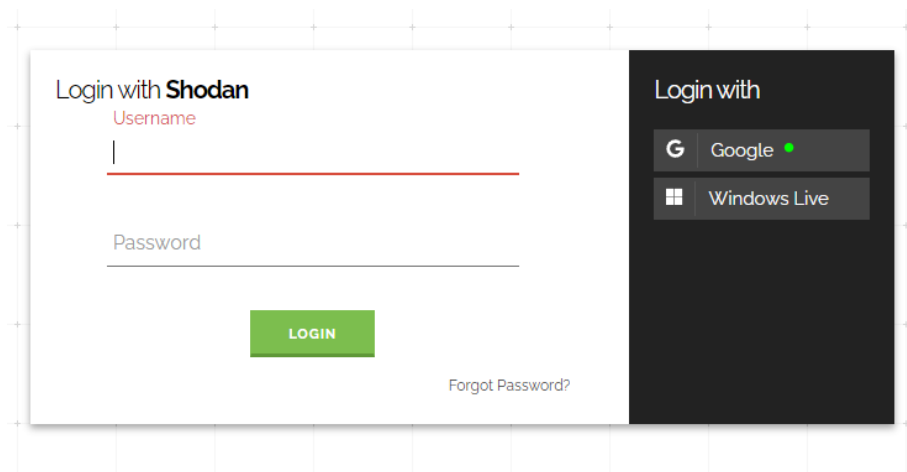 Login with Shodan
Username
Password
LOGIN
Forgot Password?
Login with
Google
Windows Live